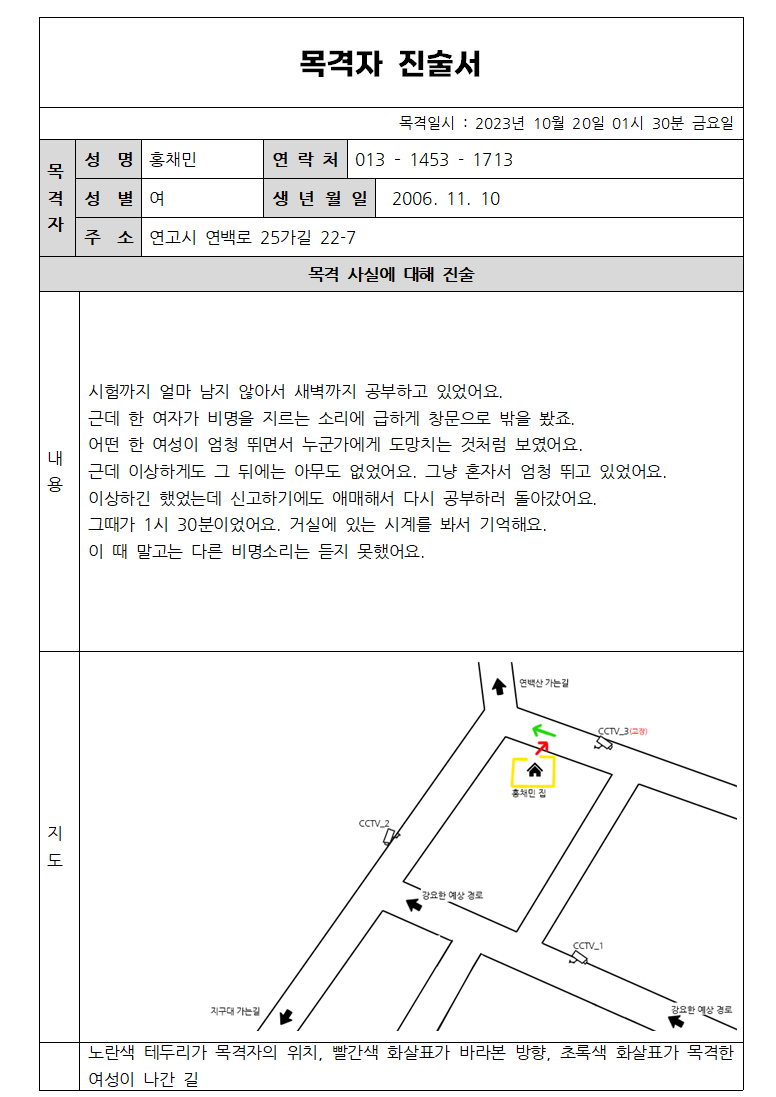 목격자 진술서
목격일시 : 2023년 10월 20일 01시 30분 금요일
목격자
성 명 홍채민 연 락 처 013 - 1453 - 1713
성 별 여 생 년 월 일 2006. 11. 10
주 소 연고시 연백로 25가길 22-7
목격 사실에 대해 진술
내용
시험까지 얼마 남지 않아서 새벽까지 공부하고 있었어요.
근데 한 여자가 비명을 지르는 소리에 급하게 창문으로 밖을 봤죠.
어떤 한 여성이 엄청 뛰면서 누군가에게 도망치는 것처럼 보였어요.
근데 이상하게도 그 뒤에는 아무도 없었어요. 그냥 혼자서 엄청 뛰고 있었어요.
이상하긴 했었는데 신고하기에도 애매해서 다시 공부하러 돌아갔어요.
그때가 1시 30분이었어요. 거실에 있는 시계를 봐서 기억해요.
이 때 말고는 다른 비명소리는 듣지 못했어요.
지도
연백산 가는길
CCTV_3(고장)
홍채민 집
CCTV_2
강요한 예상 경로
CCTV_1
지구대 가는길
강요한 예상 경로
노란색 테두리가 목격자의 위치, 빨간색 화살표가 바라본 방향, 초록색 화살표가 목격한
여성이 나간 길